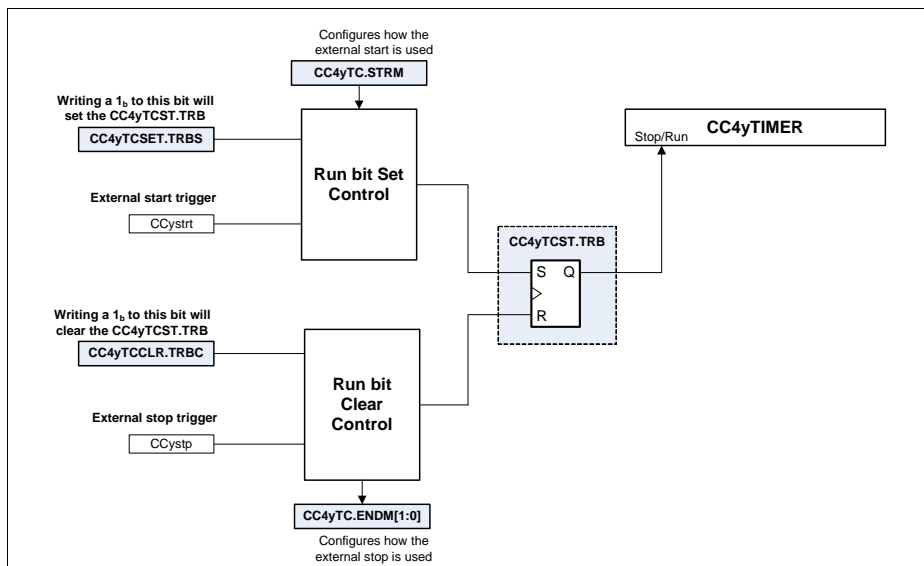 Configures how the
external start is used
CC4yTC.STRM
Writing a 1b to this bit will
set the CC4yTCST.TRB
CC4yTCSET.TRBS
External start trigger
CCystrt
Run bit Set
Control
CC4yTIMER
Stop/Run
CC4yTCST.TRB
S Q
R
Writing a 1b to this bit will
clear the CC4yTCST.TRB
CC4yTCCLR.TRBC
External stop trigger
CCystp
Run bit
Clear
Control
CC4yTC.ENDM[1:0]
Configures how the
external stop is used